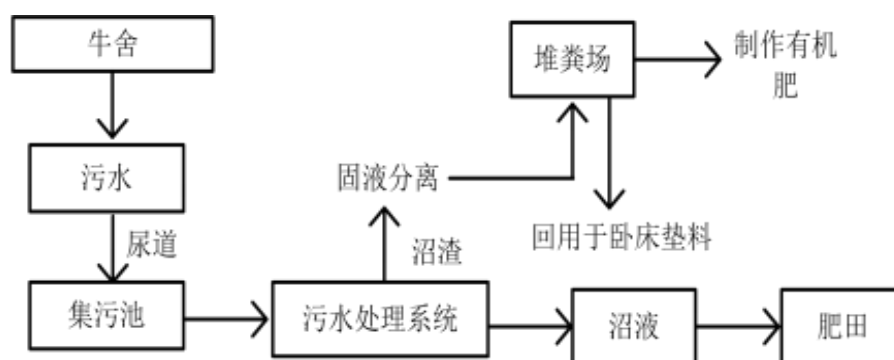 牛舍
堆粪场
制作有机
肥
污水
固液分离
尿道
沼渣
回用于卧床垫料
集污池
污水处理系统
沼液
肥田